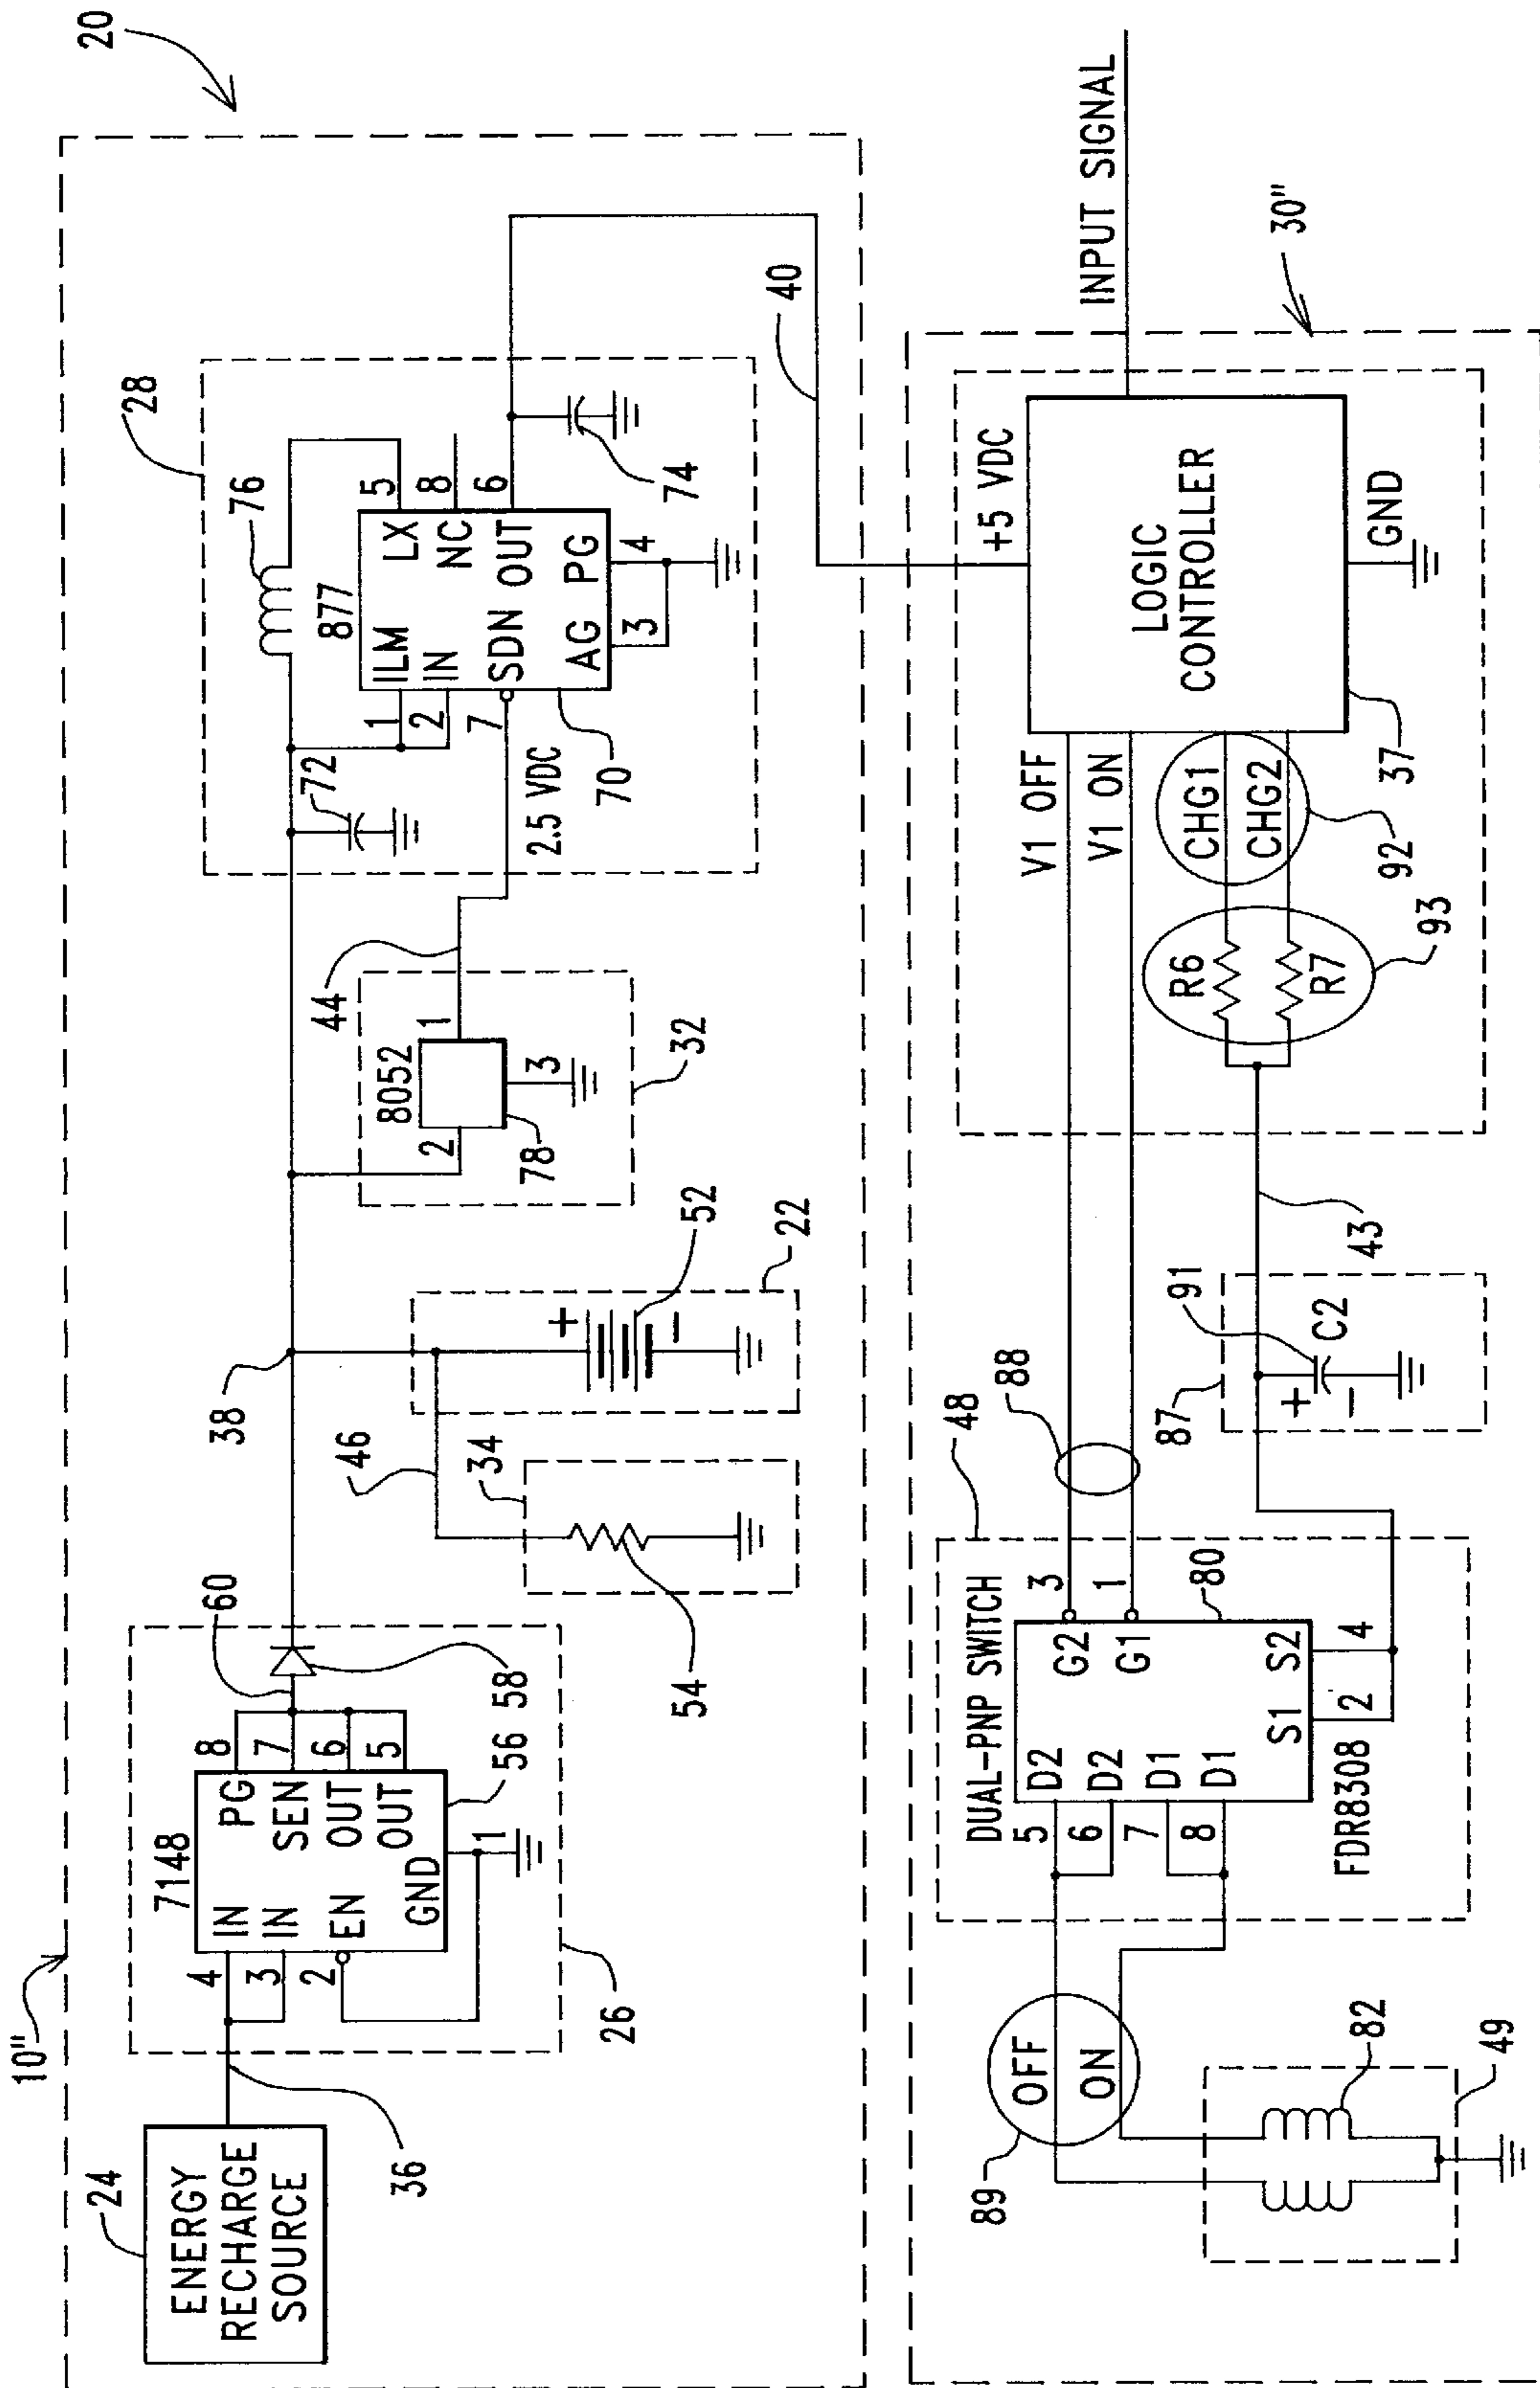 20
10"
24
ENERGY
RECHARGE
SOURCE
36
7148
4
3
2
IN
IN
EN
GND
PG
SEN
OUT
OUT
8
7
6
5
1
56
26
60
58
38
46
34
54
52
22
+
-
44
8052
2
1
3
78
32
28
76
72
877
1
2
7
ILM
IN
SDN
AG
PG
3
4
LX
NC
OUT
5
8
6
74
70
2.5 VDC
40
INPUT SIGNAL
30"
+5 VDC
LOGIC
CONTROLLER
GND
37
V1 OFF
V1 ON
CHG1
CHG2
92
R6
R7
93
43
91
C2
+
-
87
88
48
DUAL-PNP SWITCH
5
6
7
8
D2
D2
D1
D1
G2
G1
3
1
80
S1
S2
2
4
FDR8308
OFF
ON
89
82
49